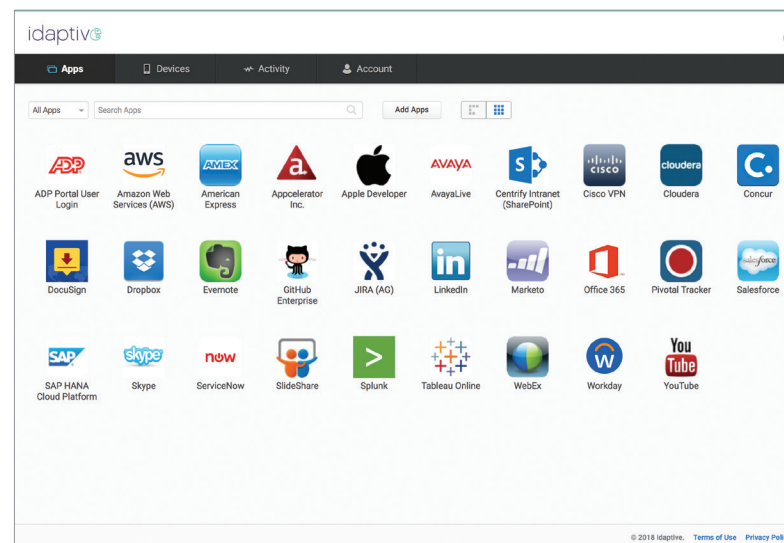 idaptive
Apps
Devices
Activity
Account
All Apps
Search Apps
Add Apps
ADP
aws
AMEX
a.
AVAYA
S
CISCO
cloudera
C.
ADP Portal User
Login
Amazon Web
Services (AWS)
American
Express
Appcelerator
Inc.
Apple Developer
AvayaLive
Centrify Intranet
(SharePoint)
Cisco VPN
Cloudera
Concur
in
salesforce
DocuSign
Dropbox
Evernote
GitHub
Enterprise
JIRA (AG)
LinkedIn
Marketo
Office 365
Pivotal Tracker
Salesforce
SAP
skype
now
>
W
You
Tube
SAP HANA
Cloud Platform
Skype
ServiceNow
SlideShare
Splunk
Tableau Online
WebEx
Workday
YouTube
© 2018 Idaptive. Terms of Use Privacy Poli